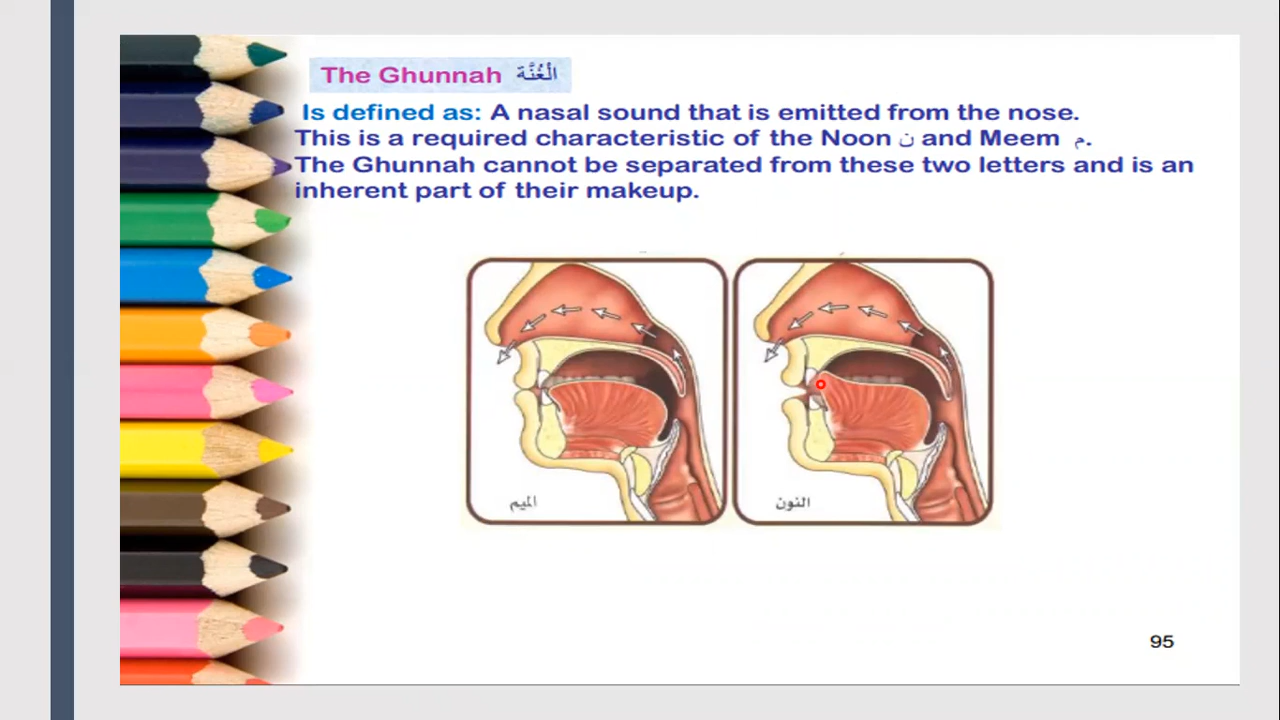 The Ghunnah الْغُنَّة
Is defined as: A nasal sound that is emitted from the nose.
This is a required characteristic of the Noon ن and Meem م.
The Ghunnah cannot be separated from these two letters and is an
inherent part of their makeup.
الميم
النون
95